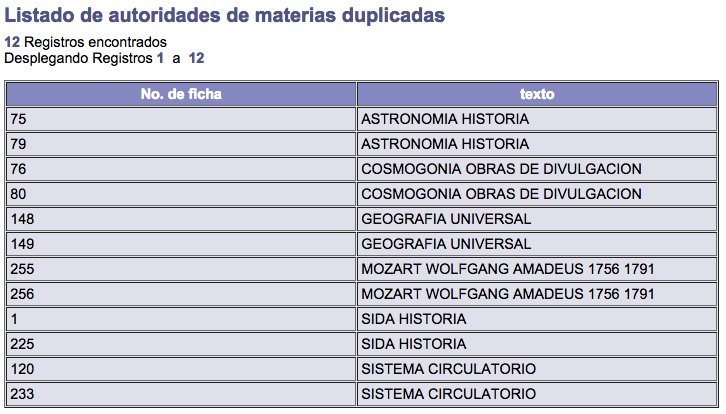 Listado de autoridades de materias duplicadas
12 Registros encontrados
Desplegando Registros 1 a 12
No. de ficha texto
75 ASTRONOMIA HISTORIA
79 ASTRONOMIA HISTORIA
76 COSMOGONIA OBRAS DE DIVULGACION
80 COSMOGONIA OBRAS DE DIVULGACION
148 GEOGRAFIA UNIVERSAL
149 GEOGRAFIA UNIVERSAL
255 MOZART WOLFGANG AMADEUS 1756 1791
256 MOZART WOLFGANG AMADEUS 1756 1791
1 SIDA HISTORIA
225 SIDA HISTORIA
120 SISTEMA CIRCULATORIO
233 SISTEMA CIRCULATORIO